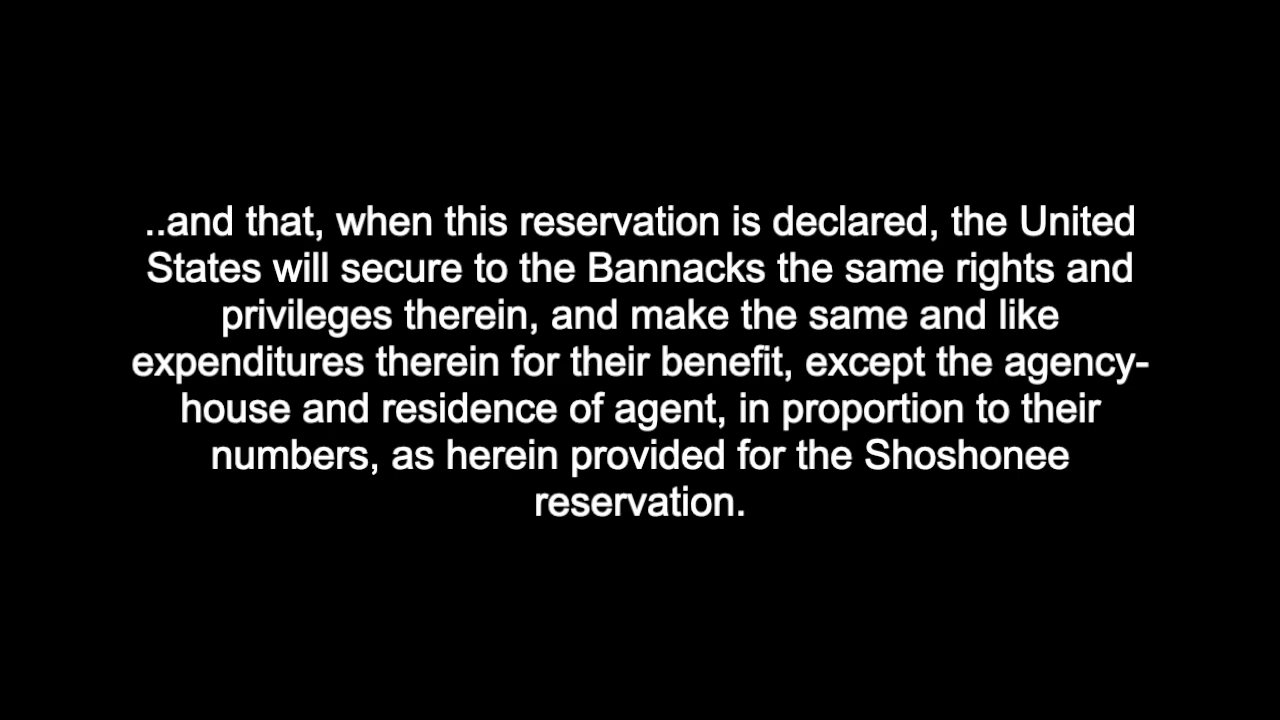 ..and that, when this reservation is declared, the United
States will secure to the Bannacks the same rights and
privileges therein, and make the same and like
expenditures therein for their benefit, except the agency-
house and residence of agent, in proportion to their
numbers, as herein provided for the Shoshonee
reservation.